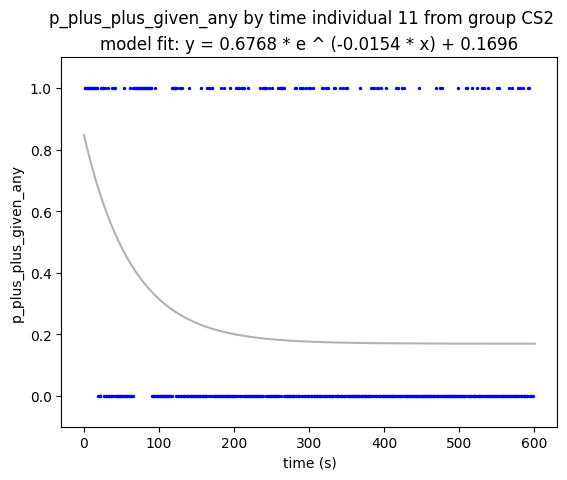 p_plus_plus_given_any by time individual 11 from group CS2
model fit: y = 0.6768 * e ^ (-0.0154 * x) + 0.1696
p_plus_plus_given_any
1.0
0.8
0.6
0.4
0.2
0.0
0 100 200 300 400 500 600
time (s)